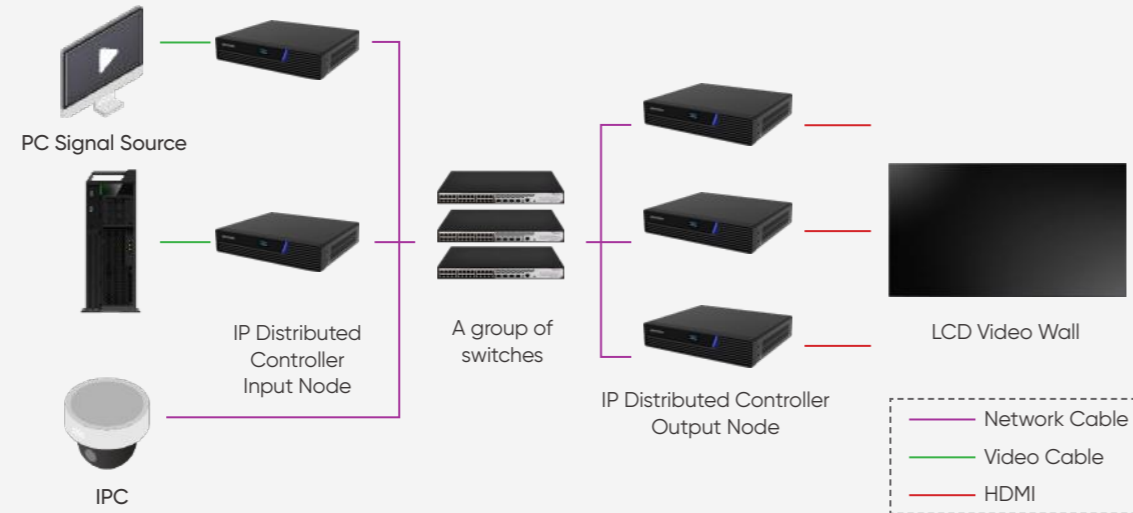 PC Signal Source
IP Distributed
Controller
Input Node
IPC
A group of
switches
IP Distributed Controller
Output Node
LCD Video Wall
Network Cable
Video Cable
HDMI